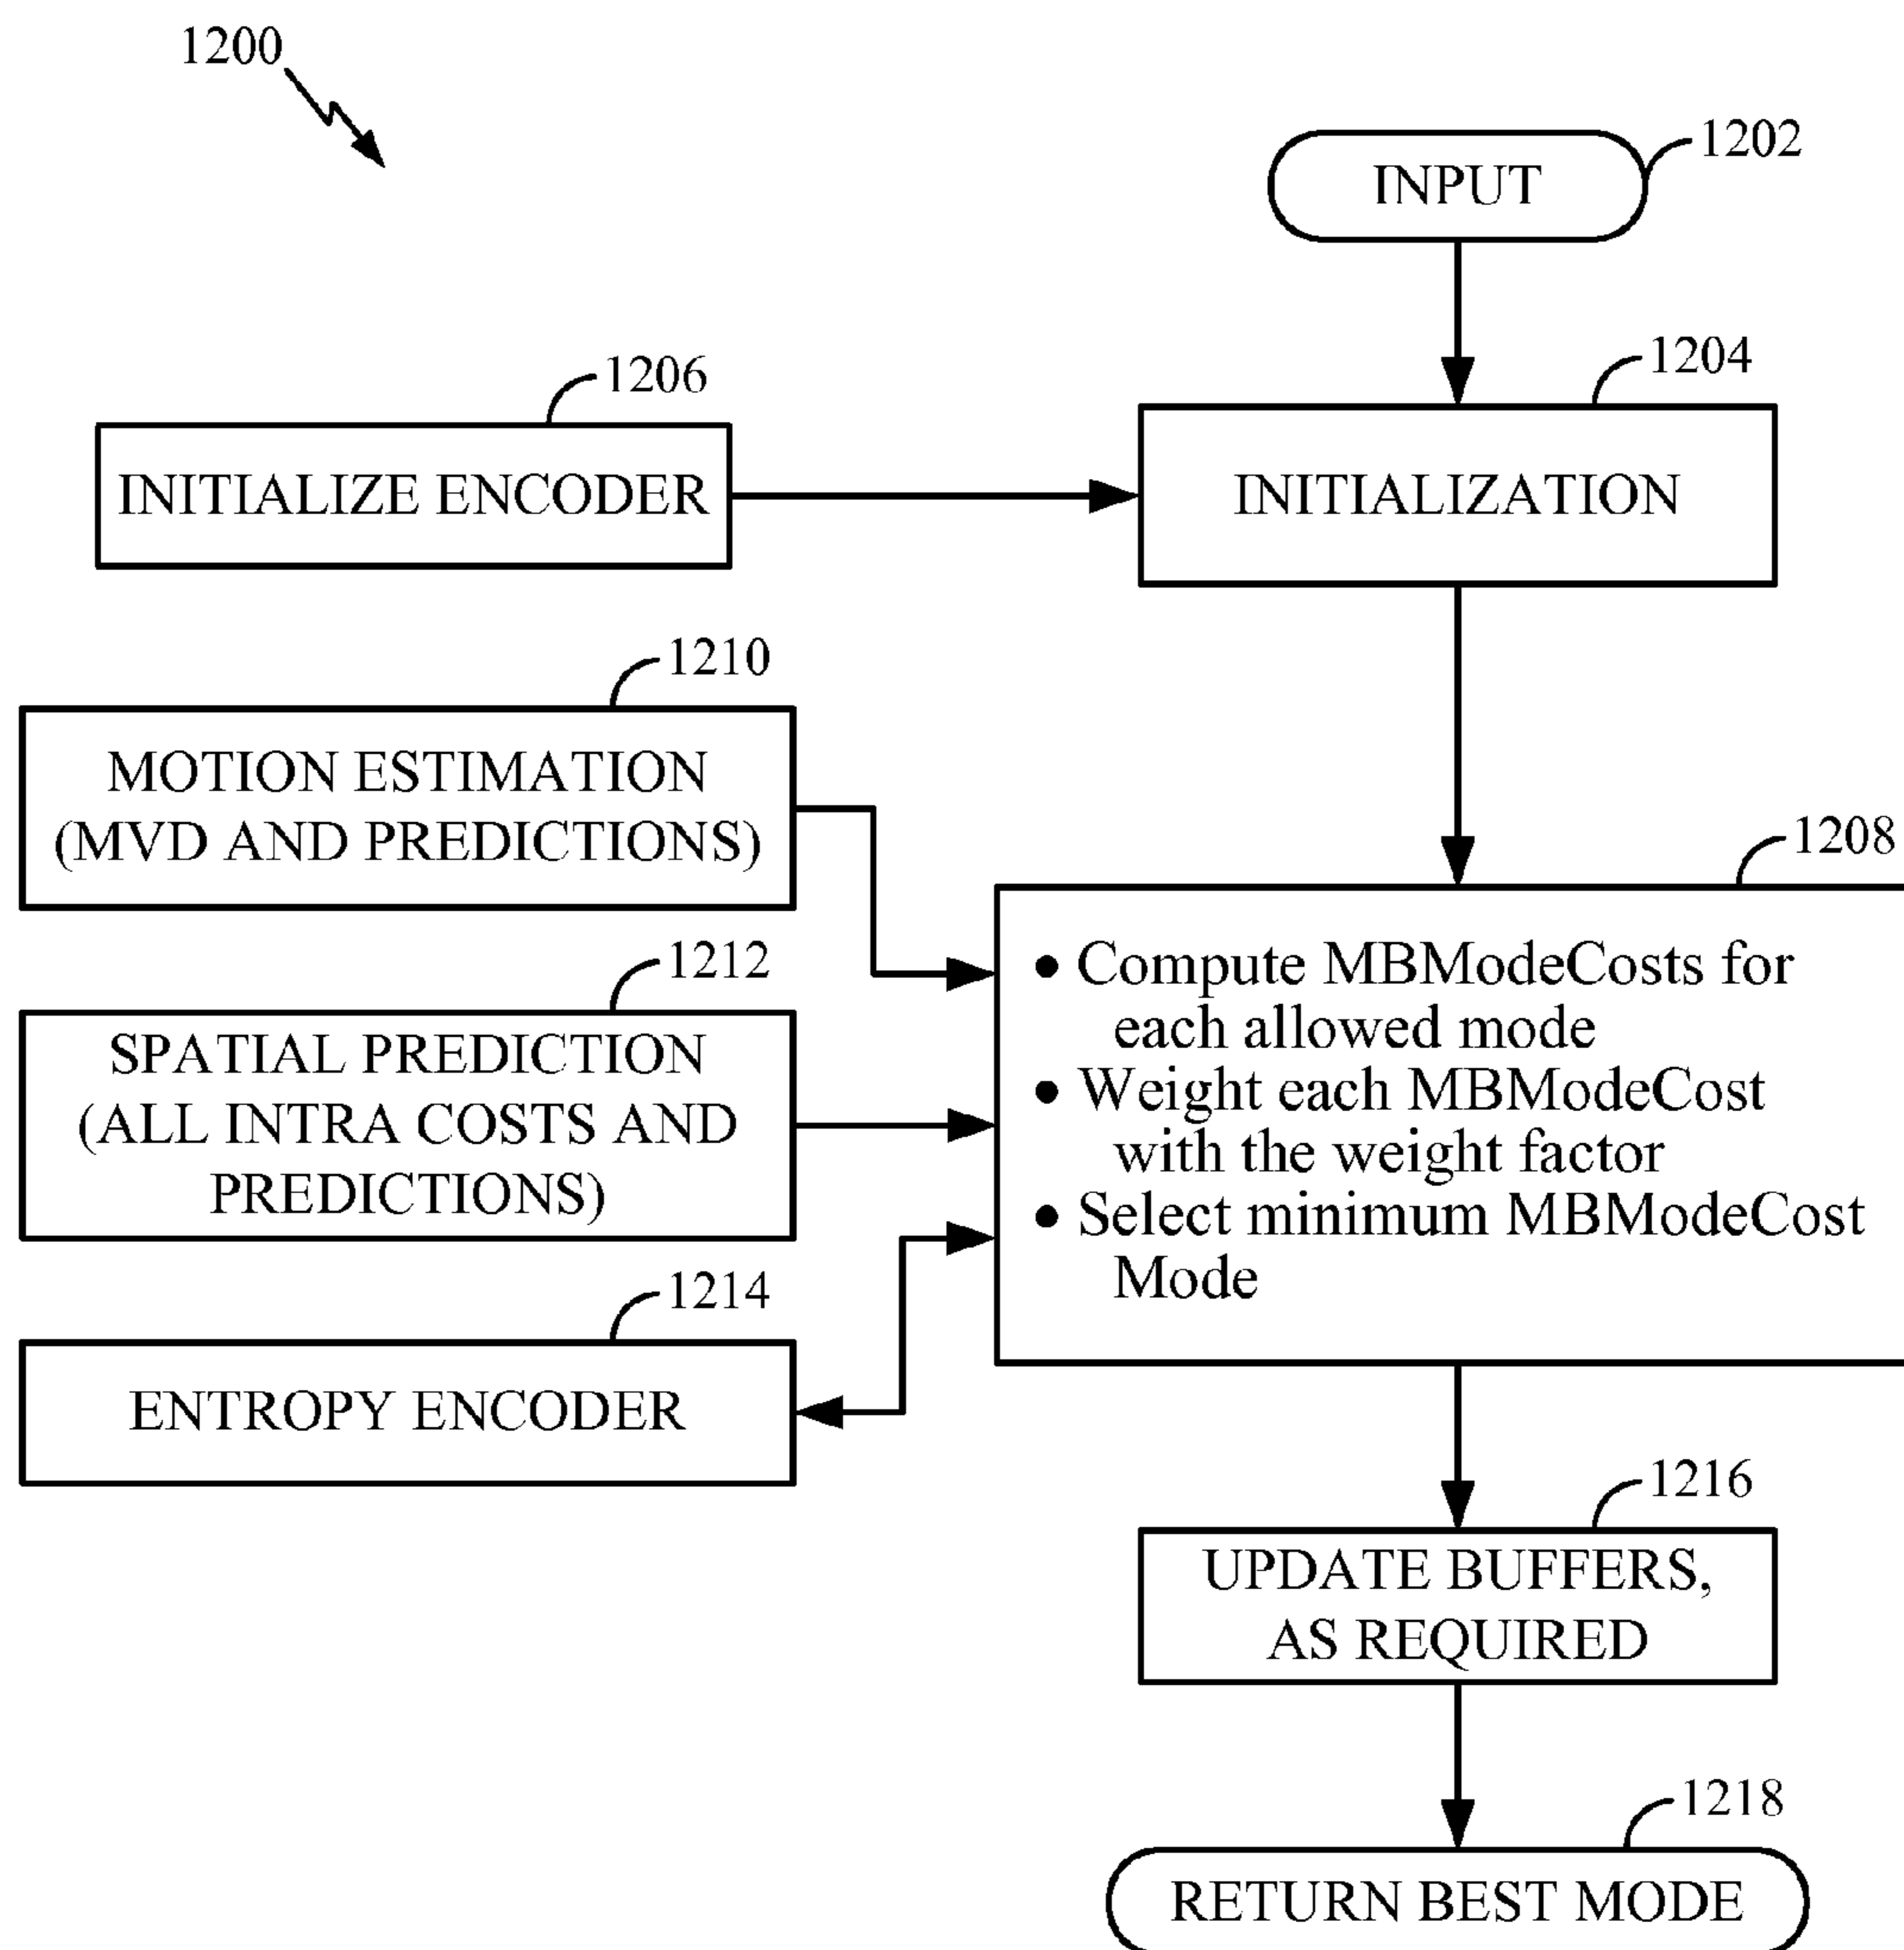 1200
1202
INPUT
1204
1206
INITIALIZE ENCODER
INITIALIZATION
1210
MOTION ESTIMATION
(MVD AND PREDICTIONS)
1208
• Compute MBModeCosts for
each allowed mode
• Weight each MBModeCost
with the weight factor
• Select minimum MBModeCost
Mode
1212
SPATIAL PREDICTION
(ALL INTRA COSTS AND
PREDICTIONS)
1214
ENTROPY ENCODER
1216
UPDATE BUFFERS,
AS REQUIRED
1218
RETURN BEST MODE